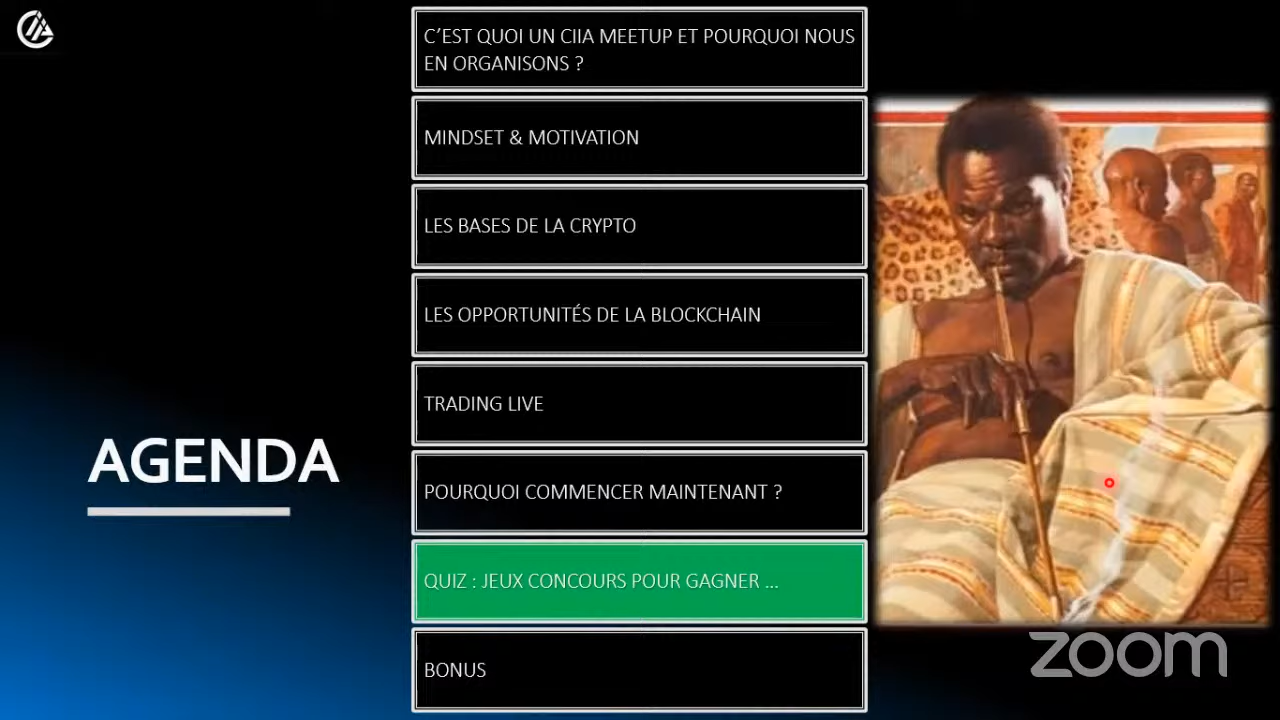 AGENDA
C'EST QUOI UN CIIA MEETUP ET POURQUOI NOUS
EN ORGANISONS ?
MINDSET & MOTIVATION
LES BASES DE LA CRYPTO
LES OPPORTUNITÉS DE LA BLOCKCHAIN
TRADING LIVE
POURQUOI COMMENCER MAINTENANT ?
QUIZ : JEUX CONCOURS POUR GAGNER ...
BONUS
zoom